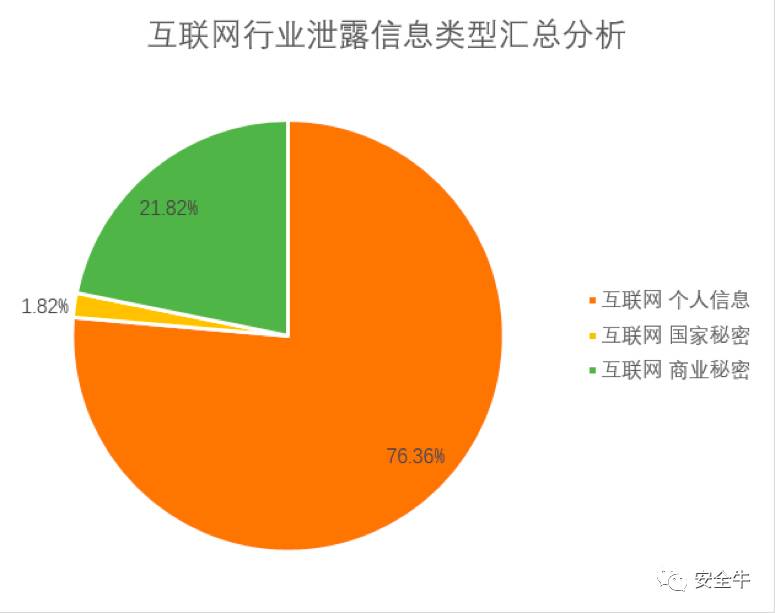 互联网行业泄露信息类型汇总分析
21.82%
1.82%
76.36%
互联网 个人信息
互联网 国家秘密
互联网 商业秘密
安全牛